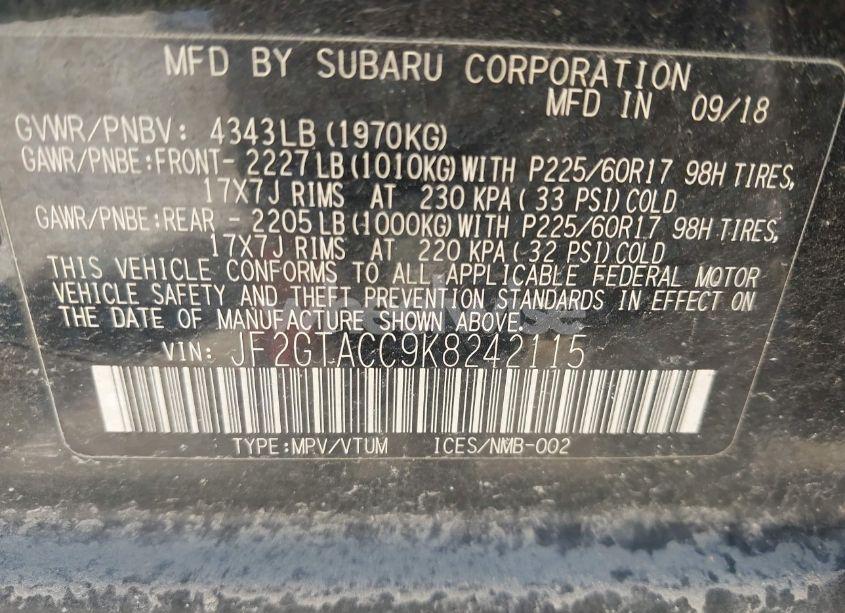 MFD BY SUBARU CORPORATION
MFD IN 09/18
GVWR/PNBV: 4343LB (1970KG)
GAWR/PNBE:FRONT- 2227 LB(1010KG) WITH P225/60R17 98H TIRES,
17X7J RIMS AT 230 KPA( 33 PSI) COLD
GAWR/PNBE:REAR - 2205 LB(1000KG) WITH P225/60R17 98H TIRES,
17X7J RIMS AT 220 KPA( 32 PSI) COLD
THIS VEHICLE CONFORMS TO ALL APPLICABLE FEDERAL MOTOR
VEHICLE SAFETY AND THEFT PREVENTION STANDARDS IN EFFECT ON
THE DATE OF MANUFACTURE SHOWN ABOVE.
VIN: JF2GTACC9K8242115
TYPE:MPV/VTUM ICES/NMB-002